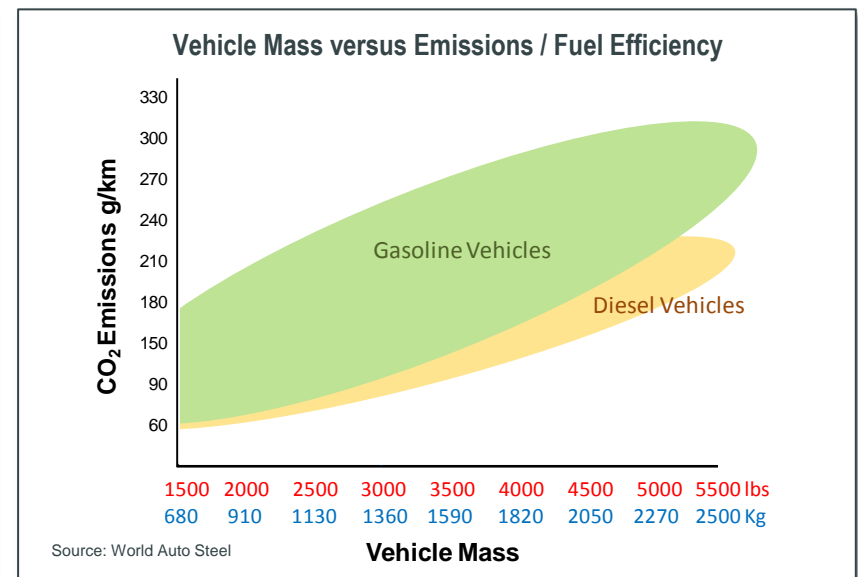 Vehicle Mass versus Emissions / Fuel Efficiency
CO₂ Emissions g/km
330
300
270
240
210
180
150
90
60
Gasoline Vehicles
Diesel Vehicles
1500 2000 2500 3000 3500 4000 4500 5000 5500 lbs
680 910 1130 1360 1590 1820 2050 2270 2500 Kg
Source: World Auto Steel
Vehicle Mass